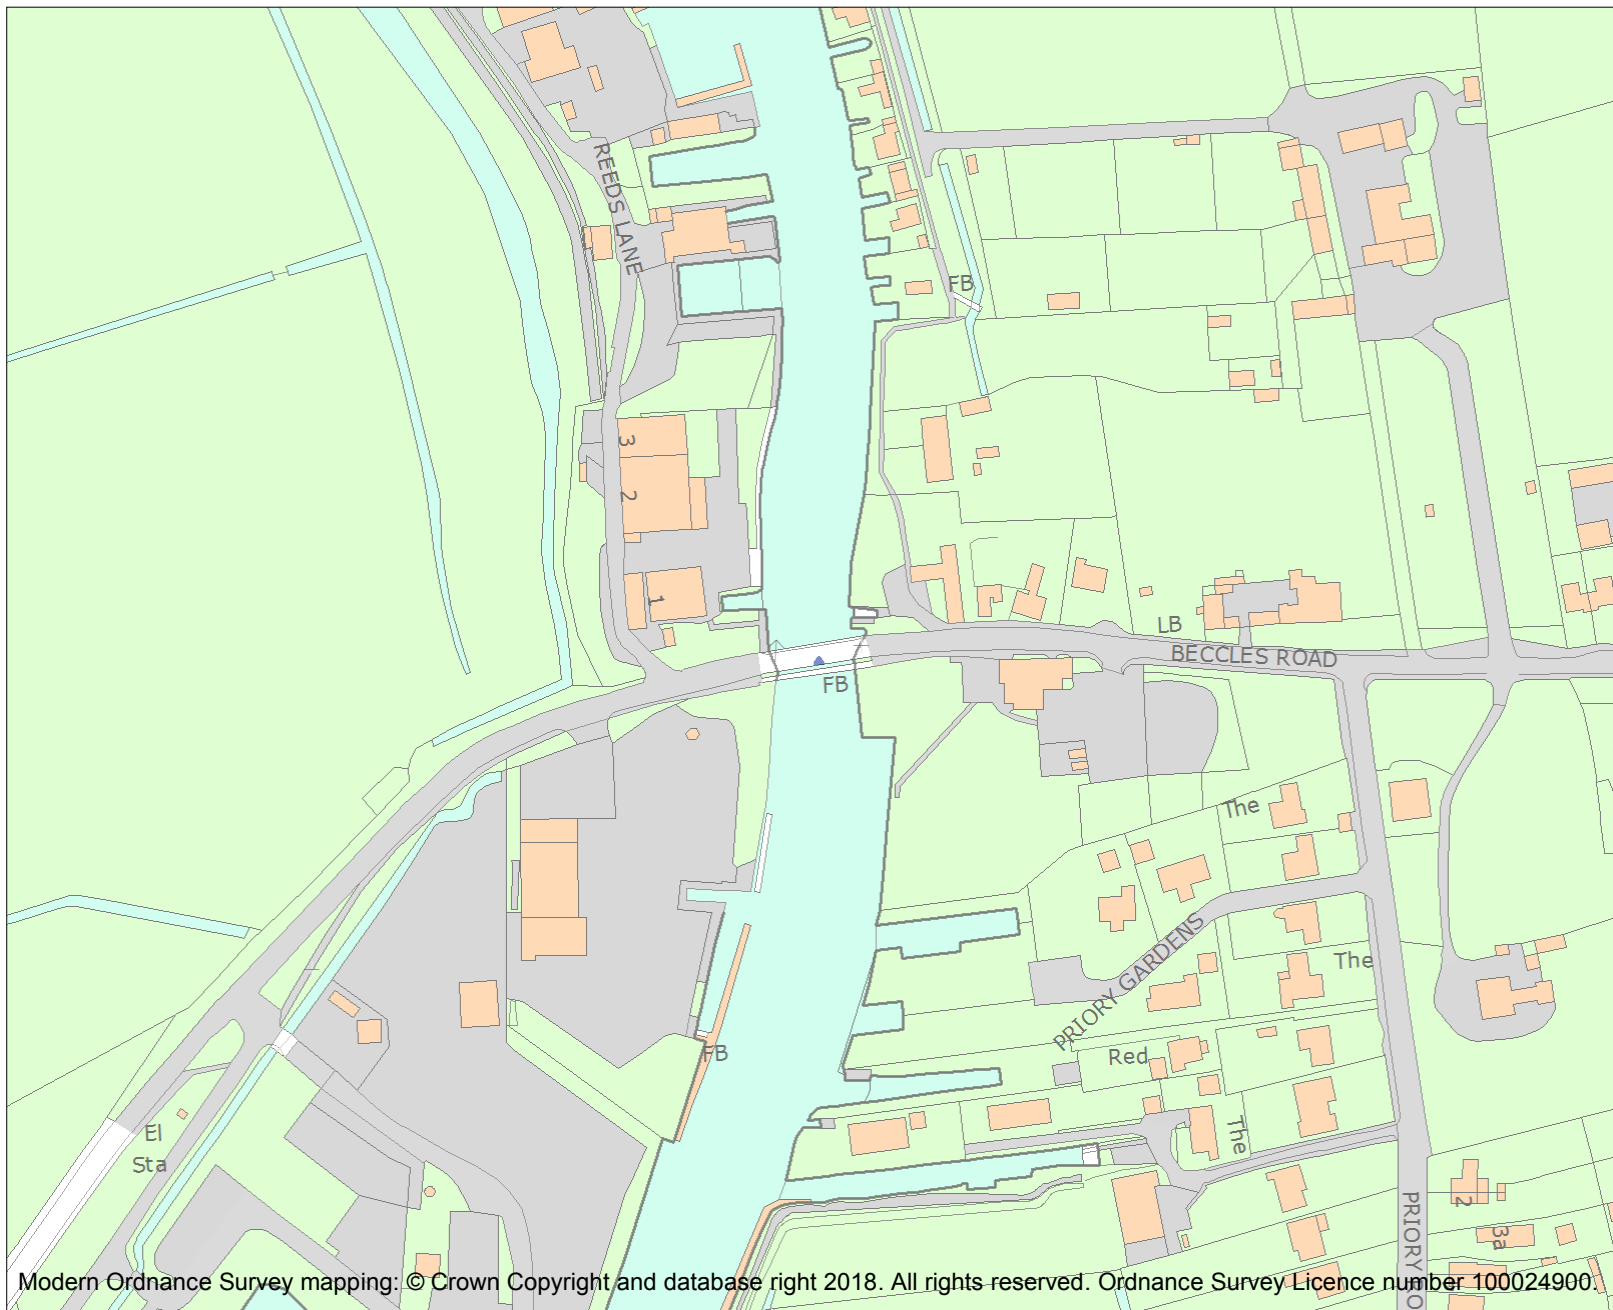 REEDS LANE
FB
3
2
1
LB
BECCLES ROAD
FB
The
PRIORY GARDENS
The
FB
Red
El
Sta
The
2
3a
PRIORY RO
Modern Ordnance Survey mapping: © Crown Copyright and database right 2018. All rights reserved. Ordnance Survey Licence number 100024900.